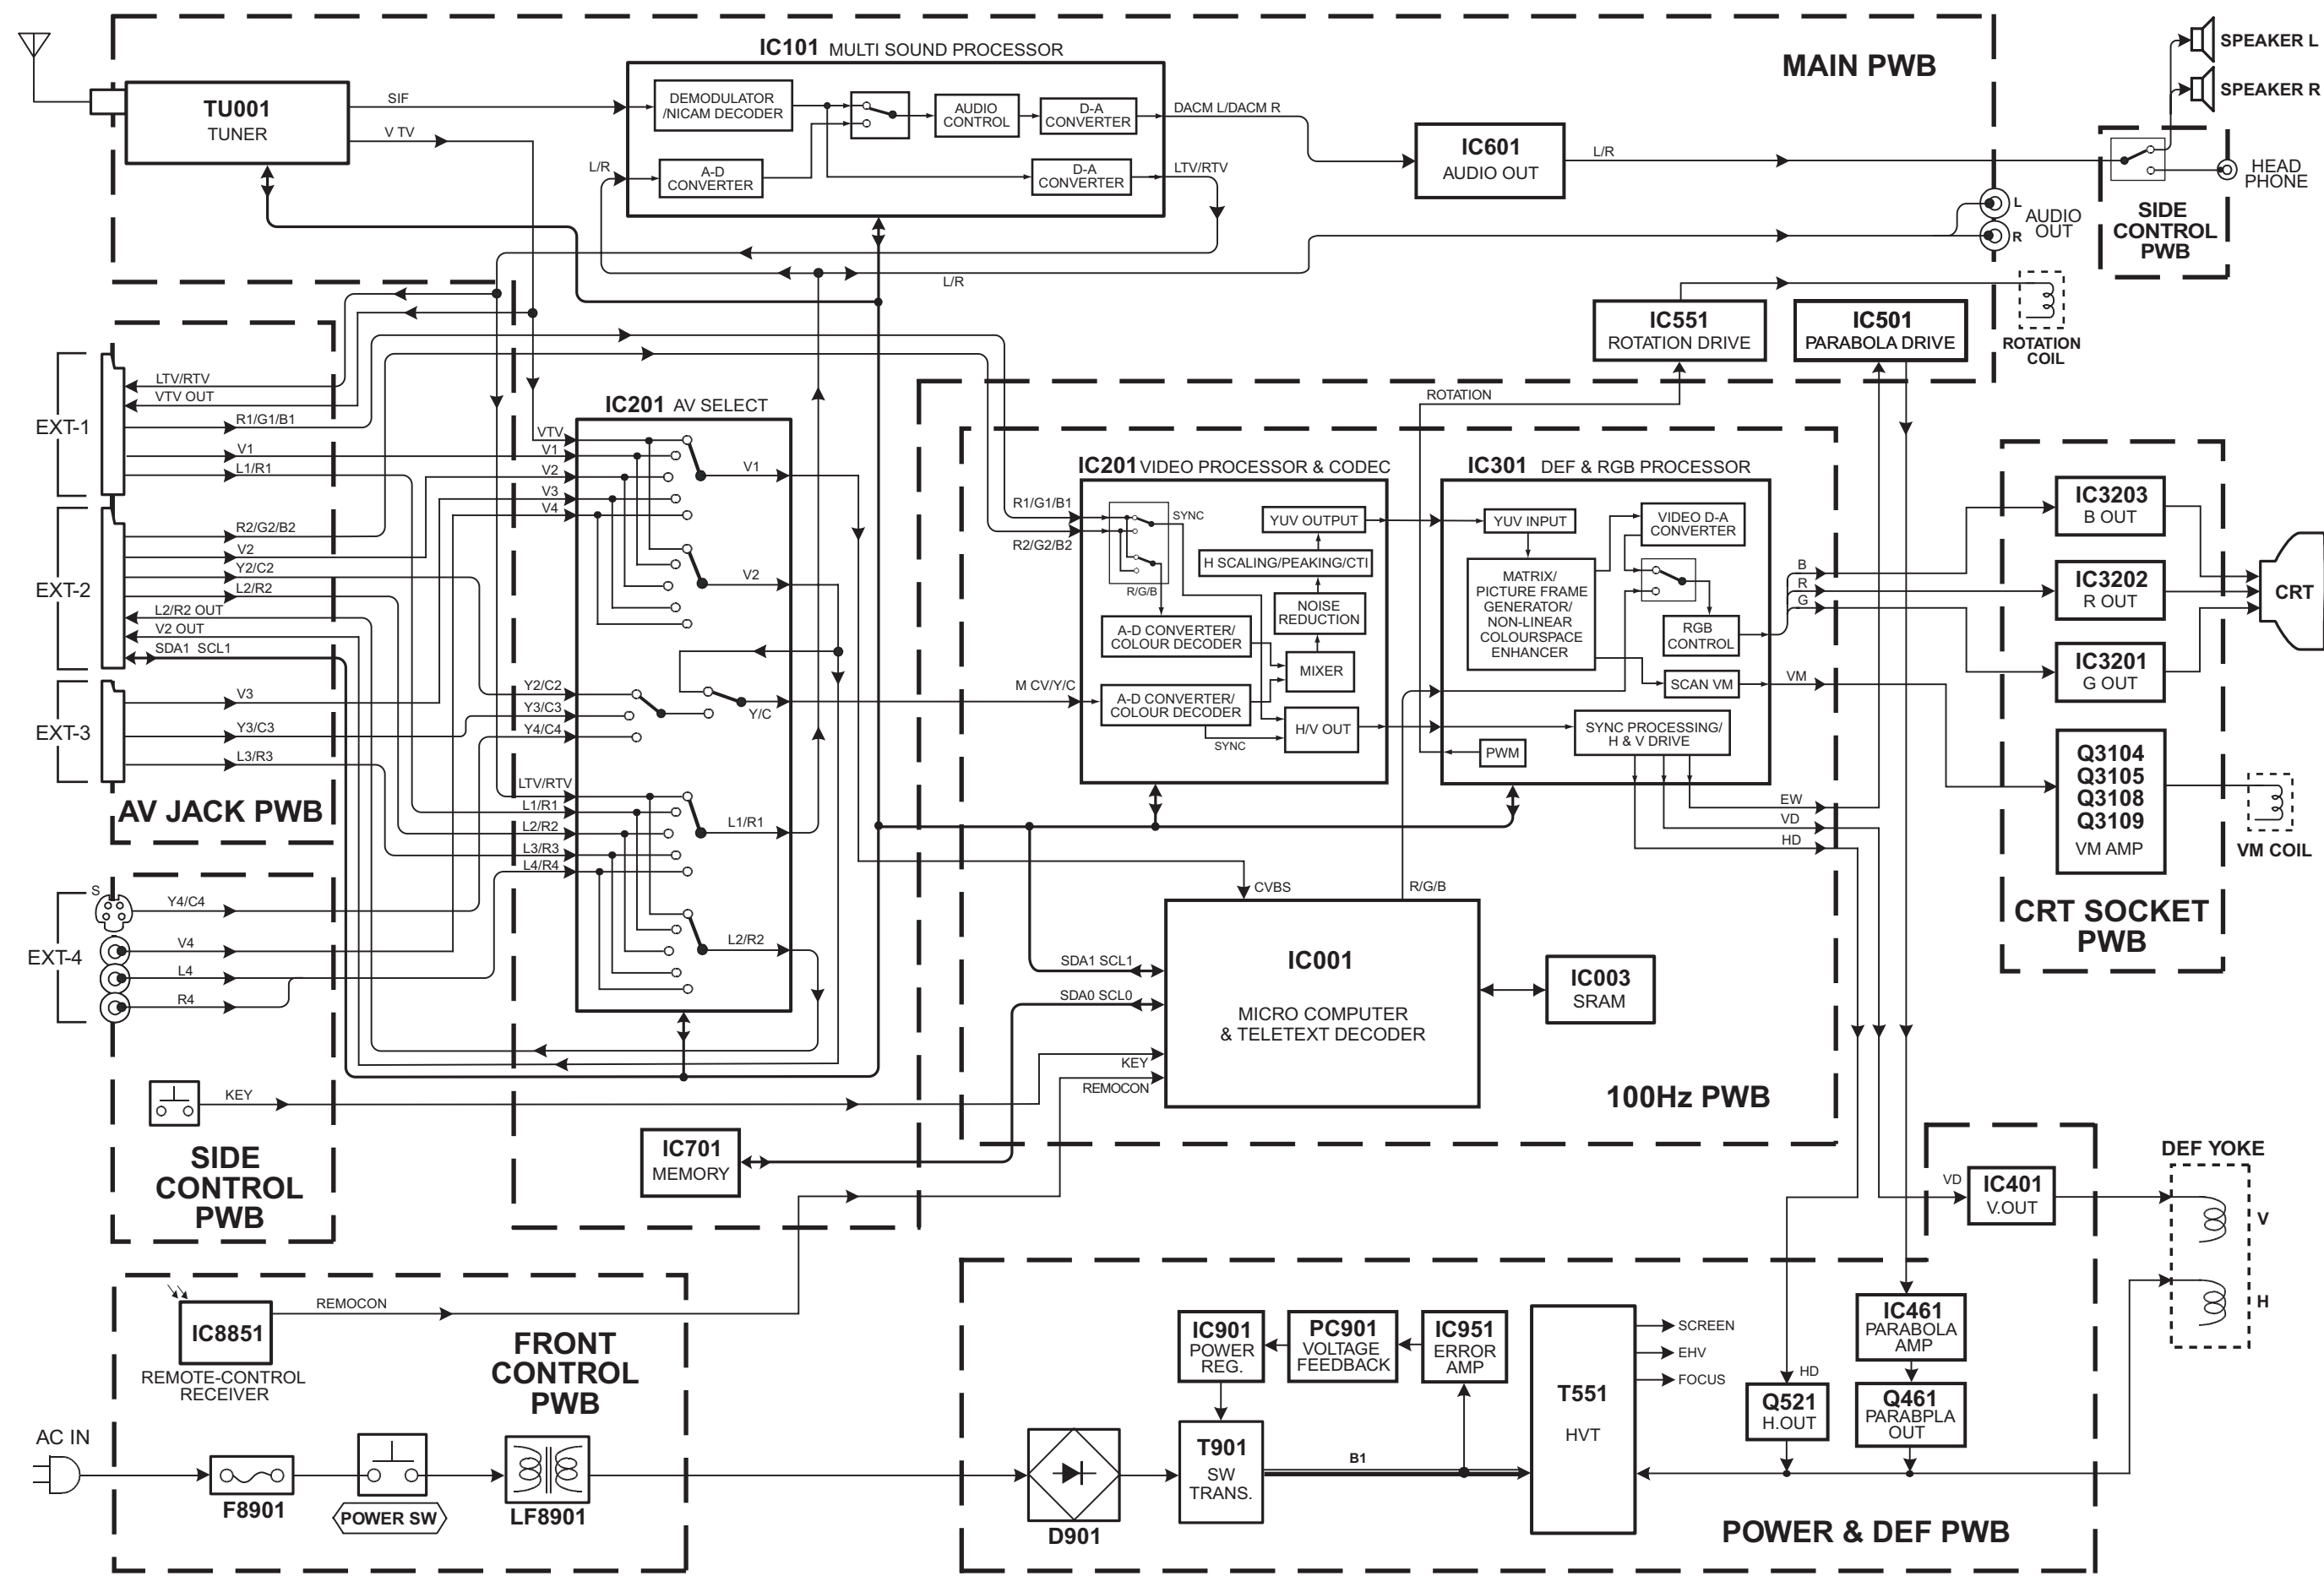 IC101 MULTI SOUND PROCESSOR
MAIN PWB
SPEAKER L
SPEAKER R
TU001
TUNER
SIF
V TV
DEMODULATOR
/NICAM DECODER
AUDIO
CONTROL
D-A
CONVERTER
DACM L/DACM R
L/R
A-D
CONVERTER
D-A
CONVERTER
LTV/RTV
IC601
AUDIO OUT
L/R
HEAD
PHONE
SIDE
CONTROL
PWB
L
R
AUDIO
OUT
L/R
IC551
ROTATION DRIVE
IC501
PARABOLA DRIVE
ROTATION
COIL
ROTATION
EXT-1
LTV/RTV
VTV OUT
R1/G1/B1
V1
L1/R1
EXT-2
R2/G2/B2
V2
Y2/C2
L2/R2
L2/R2 OUT
V2 OUT
SDA1 SCL1
EXT-3
V3
Y3/C3
L3/R3
AV JACK PWB
IC201 AV SELECT
VTV
V1
V2
V3
V4
V1
V2
Y2/C2
Y3/C3
Y4/C4
Y/C
LTV/RTV
L1/R1
L2/R2
L3/R3
L4/R4
L1/R1
L2/R2
IC201 VIDEO PROCESSOR & CODEC
R1/G1/B1
R2/G2/B2
SYNC
R/G/B
YUV OUTPUT
H SCALING/PEAKING/CTI
NOISE
REDUCTION
A-D CONVERTER/
COLOUR DECODER
MIXER
M CV/Y/C
A-D CONVERTER/
COLOUR DECODER
SYNC
H/V OUT
IC301 DEF & RGB PROCESSOR
YUV INPUT
VIDEO D-A
CONVERTER
MATRIX/
PICTURE FRAME
GENERATOR/
NON-LINEAR
COLOURSPACE
ENHANCER
RGB
CONTROL
SCAN VM
SYNC PROCESSING/
H & V DRIVE
PWM
B
R
G
VM
EW
VD
HD
IC3203
B OUT
IC3202
R OUT
IC3201
G OUT
CRT
Q3104
Q3105
Q3108
Q3109
VM AMP
VM COIL
CRT SOCKET
PWB
EXT-4
S
Y4/C4
V4
L4
R4
KEY
SIDE
CONTROL
PWB
CVBS
R/G/B
IC001
MICRO COMPUTER
& TELETEXT DECODER
SDA1 SCL1
SDA0 SCL0
KEY
REMOCON
IC003
SRAM
100Hz PWB
IC701
MEMORY
VD
IC401
V.OUT
DEF YOKE
V
H
IC8851
REMOTE-CONTROL
RECEIVER
REMOCON
FRONT
CONTROL
PWB
AC IN
F8901
POWER SW
LF8901
D901
IC901
POWER
REG.
PC901
VOLTAGE
FEEDBACK
IC951
ERROR
AMP
T901
SW
TRANS.
B1
T551
HVT
SCREEN
EHV
FOCUS
HD
Q521
H.OUT
IC461
PARABOLA
AMP
Q461
PARABPLA
OUT
POWER & DEF PWB